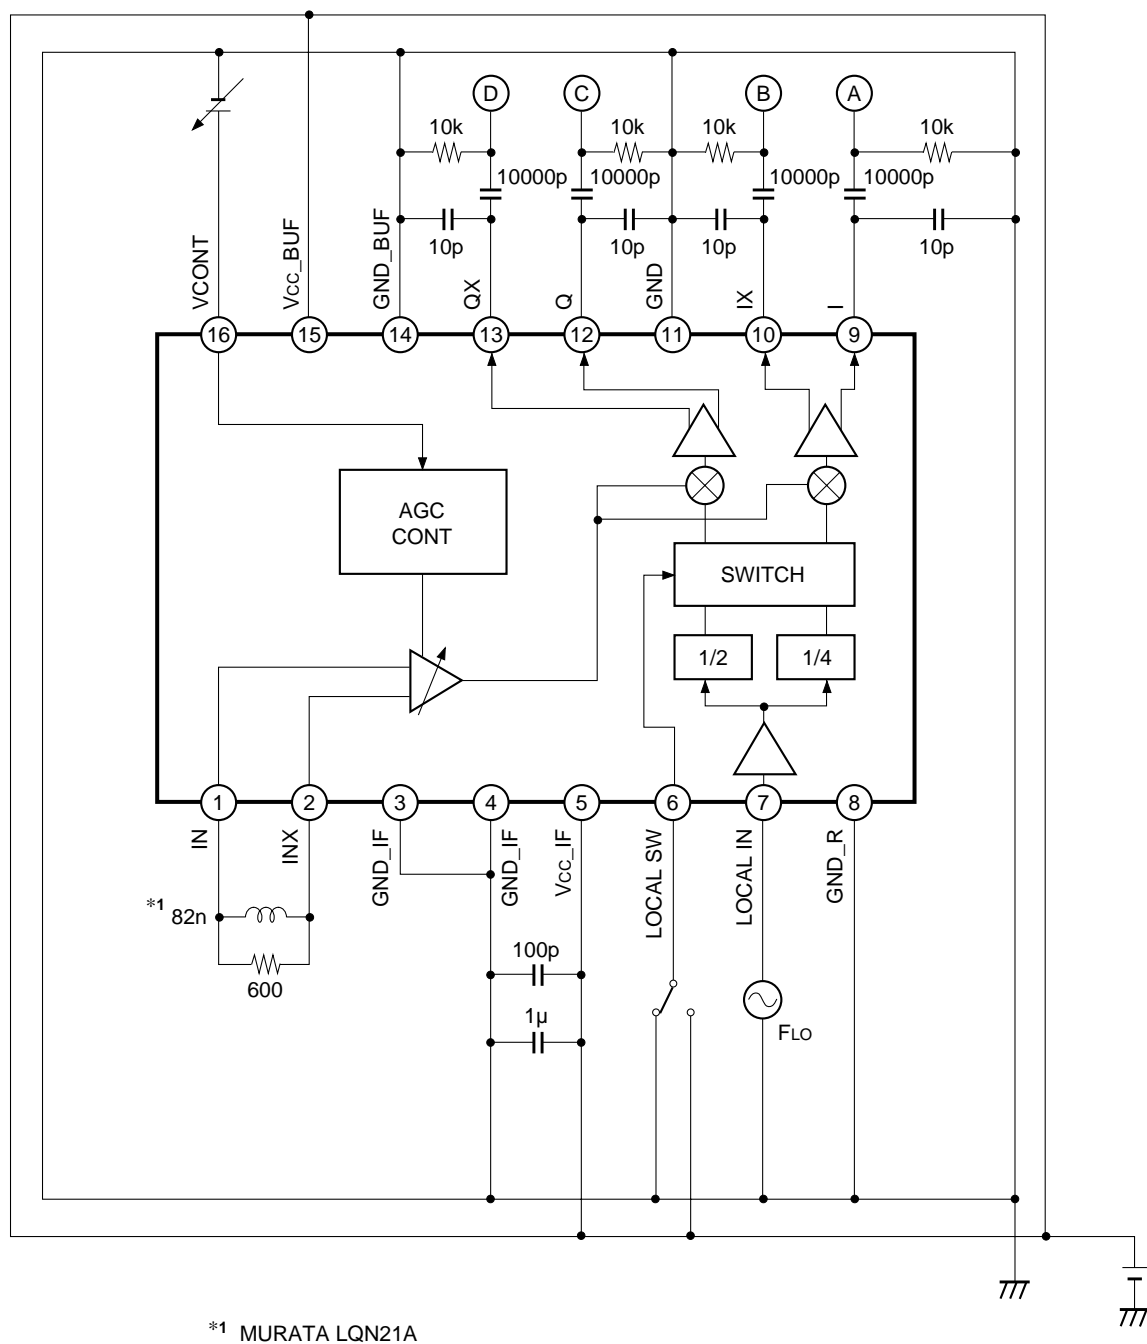 D
C
B
A
10k
10k
10k
10k
10000p
10000p
10000p
10000p
10p
10p
10p
10p
VCONT
VCC_BUF
GND_BUF
QX
Q
GND
IX
I
16
15
14
13
12
11
10
9
AGC
CONT
SWITCH
1/2
1/4
1
2
3
4
5
6
7
8
IN
INX
GND_IF
GND_IF
VCC_IF
LOCAL SW
LOCAL IN
GND_R
*1 82n
600
100p
1µ
FLO
*1 MURATA LQN21A